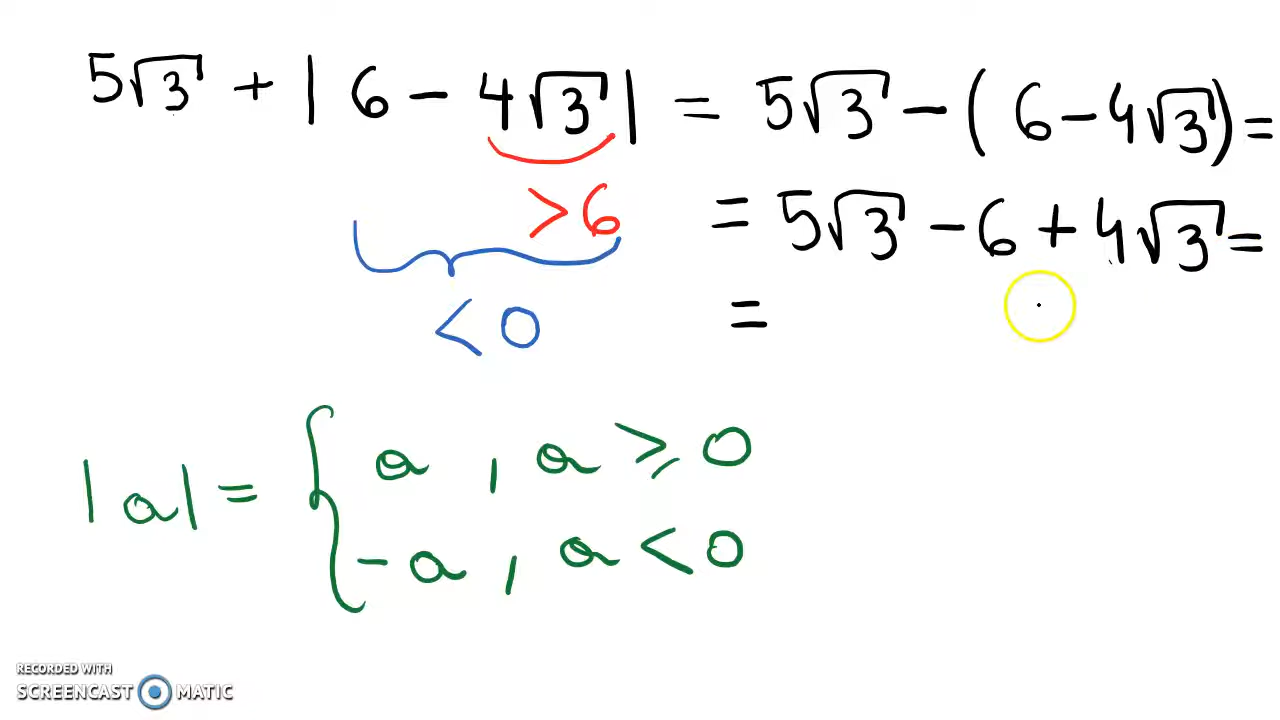 5√3 + | 6 − 4√3 | = 5√3 − ( 6 − 4√3 ) =
> 6
= 5√3 − 6 + 4√3 =
< 0
=
|a| = { a , a ⩾ 0
−a , a < 0
RECORDED WITH
SCREENCAST MATIC